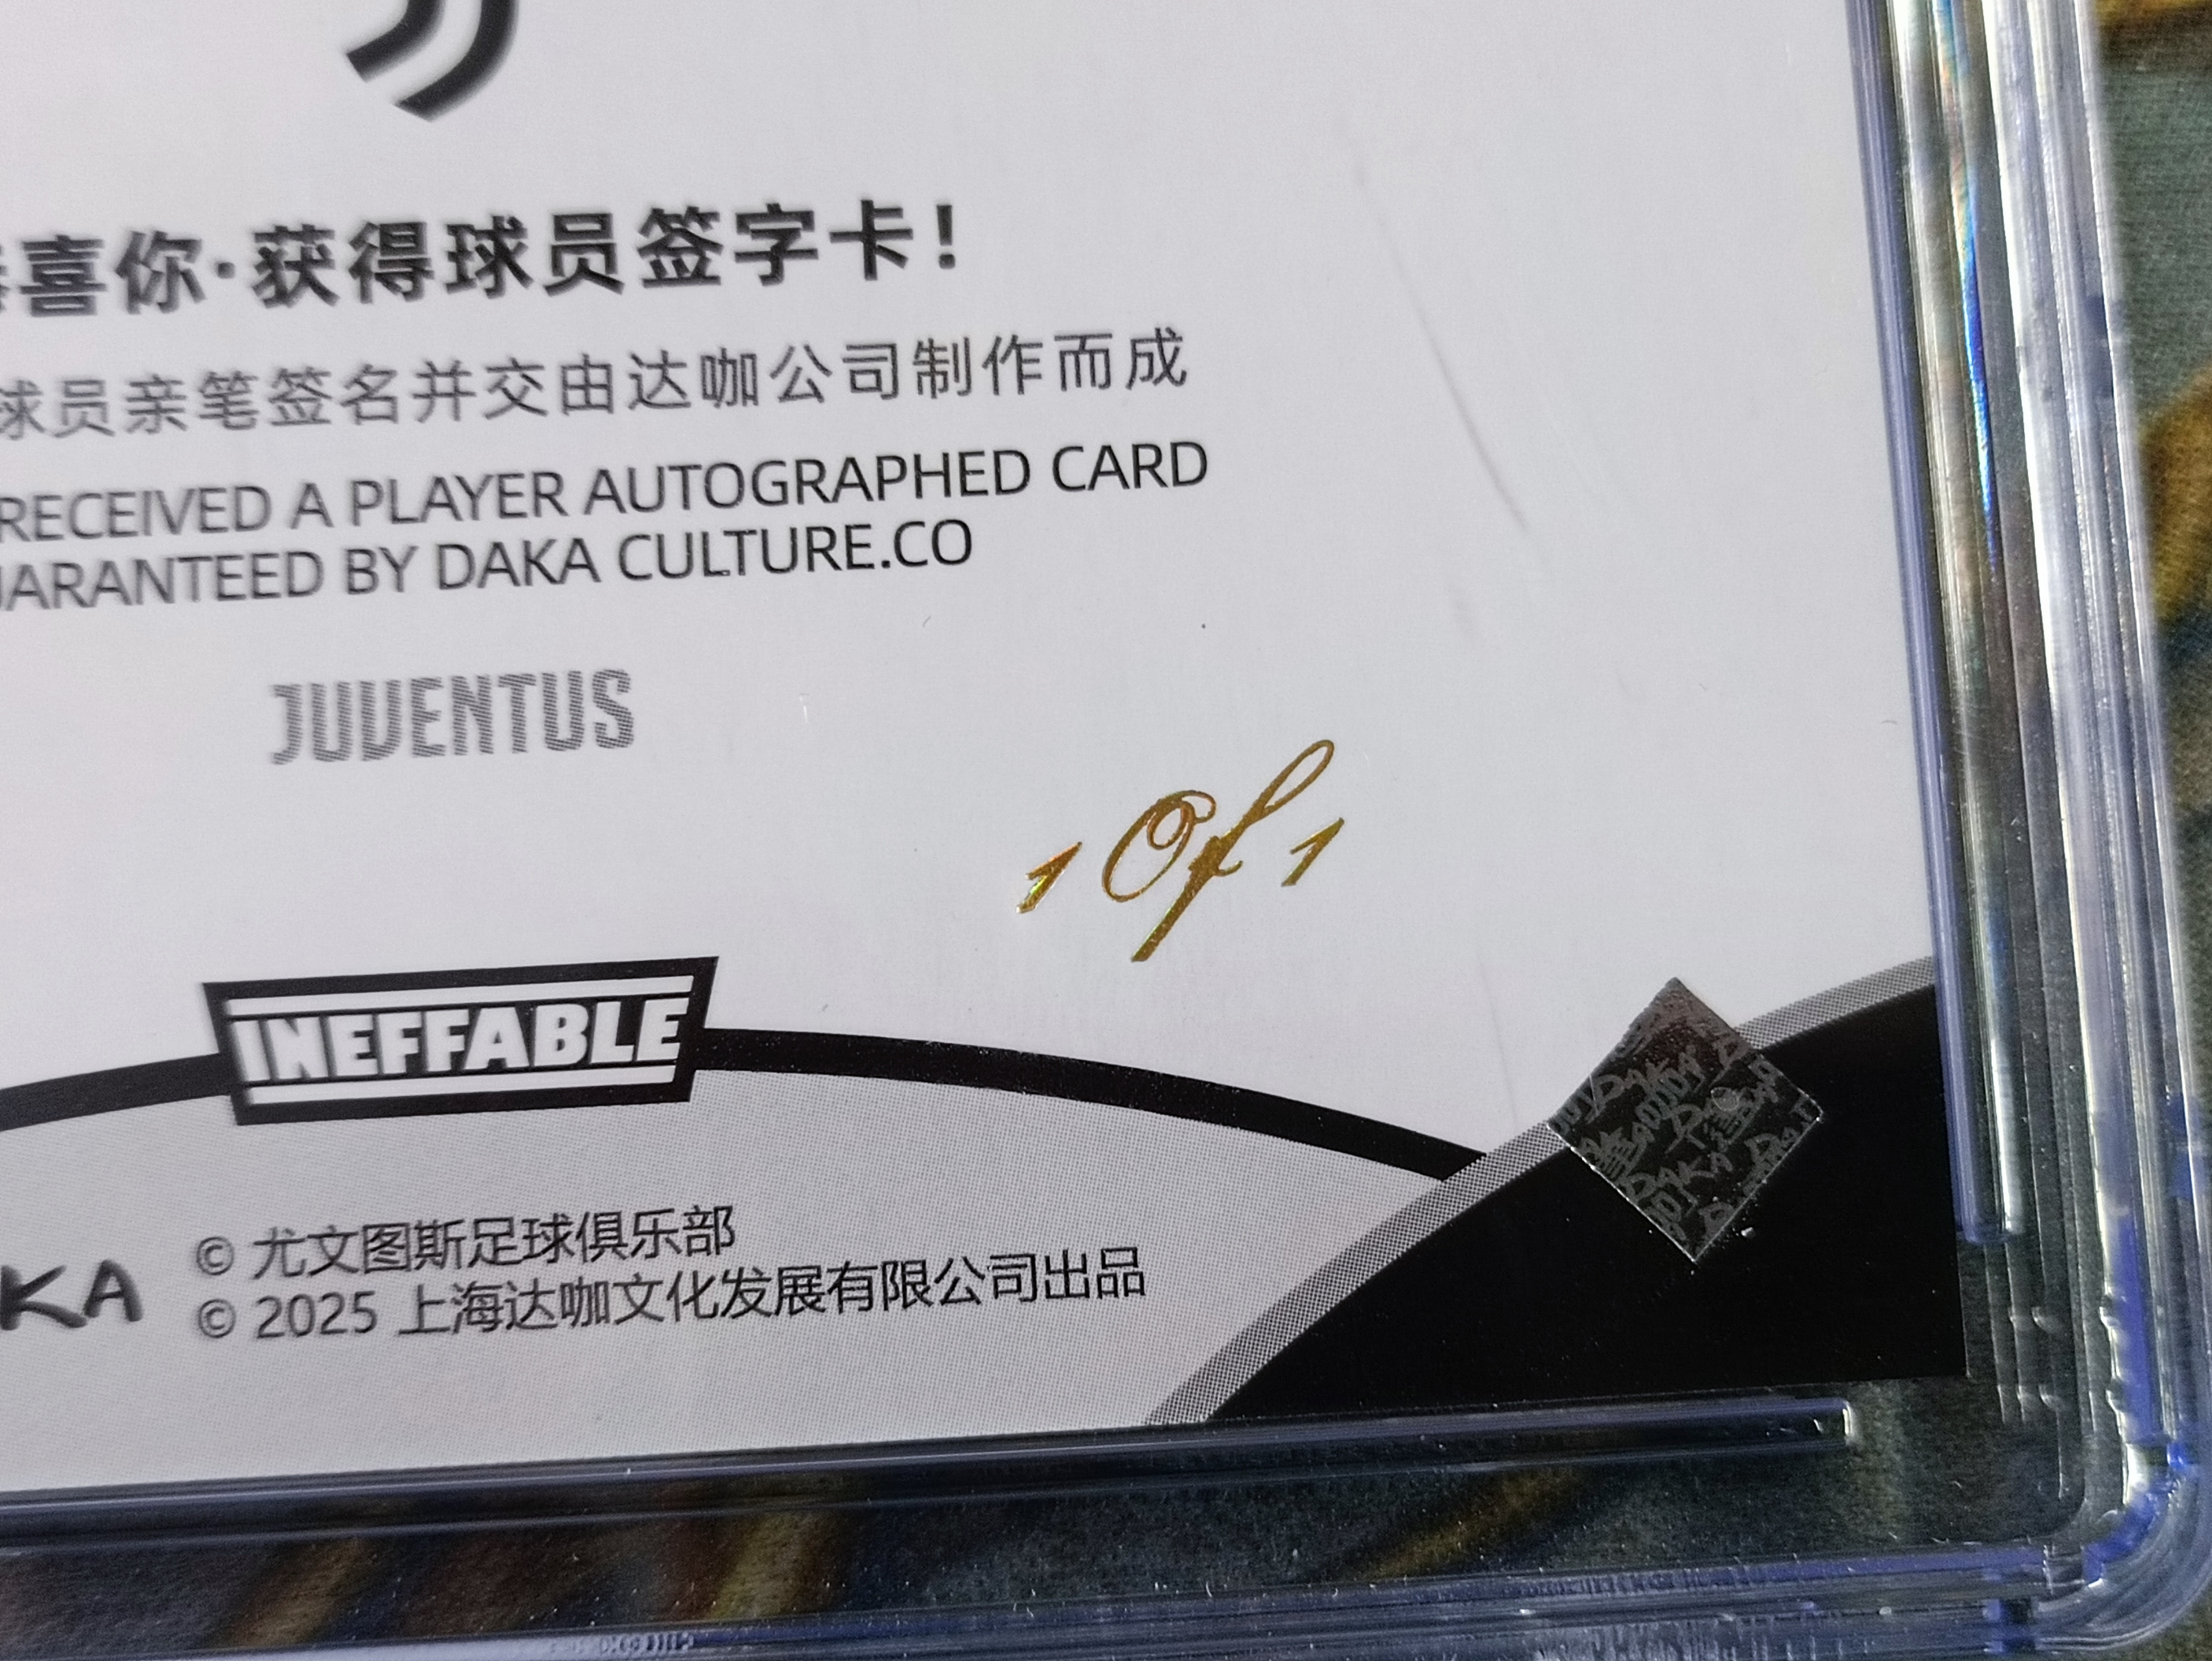 喜你·获得球员签字卡！
球员亲笔签名并交由达咖公司制作而成
RECEIVED A PLAYER AUTOGRAPHED CARD
BY DAKA CULTURE.CO
JUVENTUS
1 Of 1
INEFFABLE
KA
© 尤文图斯足球俱乐部
© 2025 上海达咖文化发展有限公司出品
DAKA